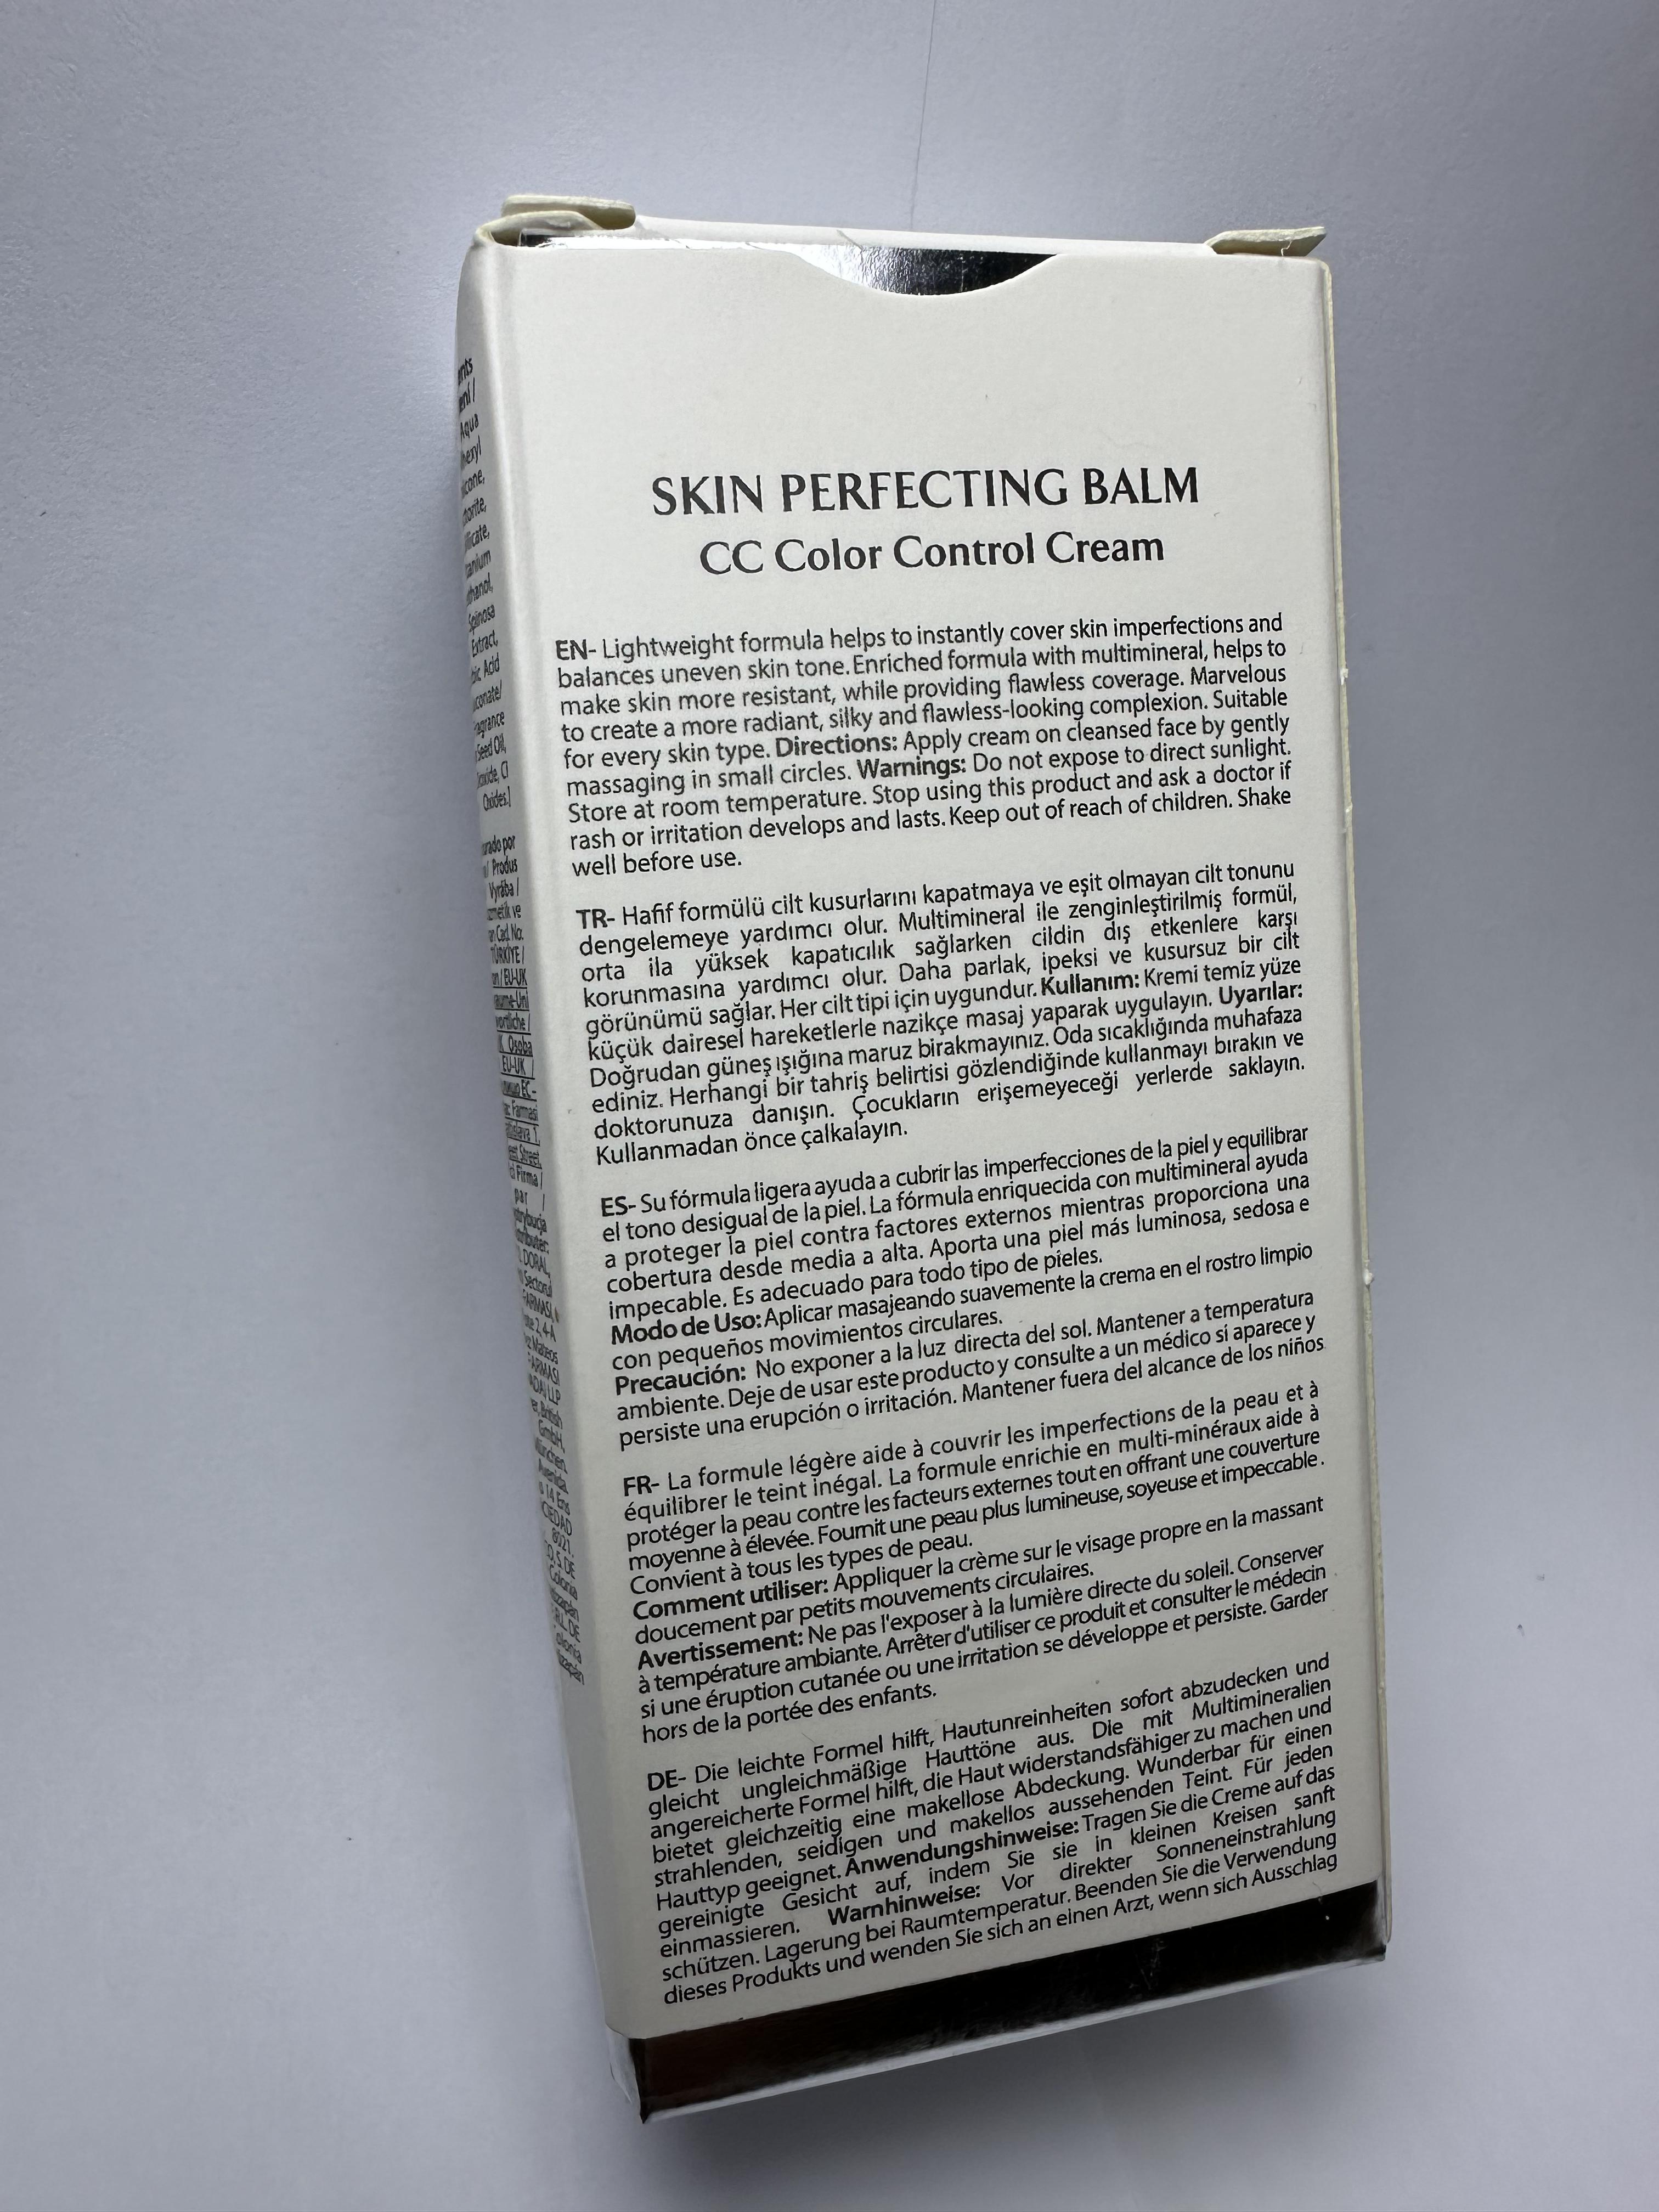 SKIN PERFECTING BALM
CC Color Control Cream
EN- Lightweight formula helps to instantly cover skin imperfections and
balances uneven skin tone. Enriched formula with multimineral, helps to
make skin more resistant, while providing flawless coverage. Marvelous
to create a more radiant, silky and flawless-looking complexion. Suitable
for every skin type. Directions: Apply cream on cleansed face by gently
massaging in small circles. Warnings: Do not expose to direct sunlight.
Store at room temperature. Stop using this product and ask a doctor if
rash or irritation develops and lasts. Keep out of reach of children. Shake
well before use.
TR- Hafif formülü cilt kusurlarını kapatmaya ve eşit olmayan cilt tonunu
dengelemeye yardımcı olur. Multimineral ile zenginleştirilmiş formül,
orta ila yüksek kapatıcılık sağlarken cildin dış etkenlere karşı
korunmasına yardımcı olur. Daha parlak, ipeksi ve kusursuz bir cilt
görünümü sağlar. Her cilt tipi için uygundur. Kullanım: Kremi temiz yüze
küçük dairesel hareketlerle nazikçe masaj yaparak uygulayın. Uyarılar:
Doğrudan güneş ışığına maruz birakmayınız. Oda sıcaklığında muhafaza
ediniz. Herhangi bir tahriş belirtisi gözlendiğinde kullanmayı bırakın ve
doktorunuza danışın. Çocukların erişemeyeceği yerlerde saklayın.
Kullanmadan önce çalkalayın.
ES- Su fórmula ligera ayuda a cubrir las imperfecciones de la piel y equilibrar
el tono desigual de la piel. La fórmula enriquecida con multimineral ayuda
a proteger la piel contra factores externos mientras proporciona una
cobertura desde media a alta. Aporta una piel más luminosa, sedosa e
impecable. Es adecuado para todo tipo de pieles.
Modo de Uso: Aplicar masajeando suavemente la crema en el rostro limpio
con pequeños movimientos circulares.
Precaución: No exponer a la luz directa del sol. Mantener a temperatura
ambiente. Deje de usar este producto y consulte a un médico si aparece y
persiste una erupción o irritación. Mantener fuera del alcance de los niños
FR- La formule légère aide à couvrir les imperfections de la peau et à
équilibrer le teint inégal. La formule enrichie en multi-minéraux aide à
protéger la peau contre les facteurs externes tout en offrant une couverture
moyenne à élevée. Fournit une peau plus lumineuse, soyeuse et impeccable.
Convient à tous les types de peau.
Comment utiliser: Appliquer la crème sur le visage propre en la massant
doucement par petits mouvements circulaires.
Avertissement: Ne pas l'exposer à la lumière directe du soleil. Conserver
à température ambiante. Arrêter d'utiliser ce produit et consulter le médecin
si une éruption cutanée ou une irritation se développe et persiste. Garder
hors de la portée des enfants.
DE- Die leichte Formel hilft, Hautunreinheiten sofort abzudecken und
gleicht ungleichmäßige Hauttöne aus. Die mit Multimineralien
angereicherte Formel hilft, die Haut widerstandsfähiger zu machen und
bietet gleichzeitig eine makellose Abdeckung. Wunderbar für einen
strahlenden, seidigen und makellos aussehenden Teint. Für jeden
Hauttyp geeignet. Anwendungshinweise: Tragen Sie die Creme auf das
gereinigte Gesicht auf, indem Sie sie in kleinen Kreisen sanft
einmassieren. Warnhinweise: Vor direkter Sonneneinstrahlung
schützen. Lagerung bei Raumtemperatur. Beenden Sie die Verwendung
dieses Produkts und wenden Sie sich an einen Arzt, wenn sich Ausschlag